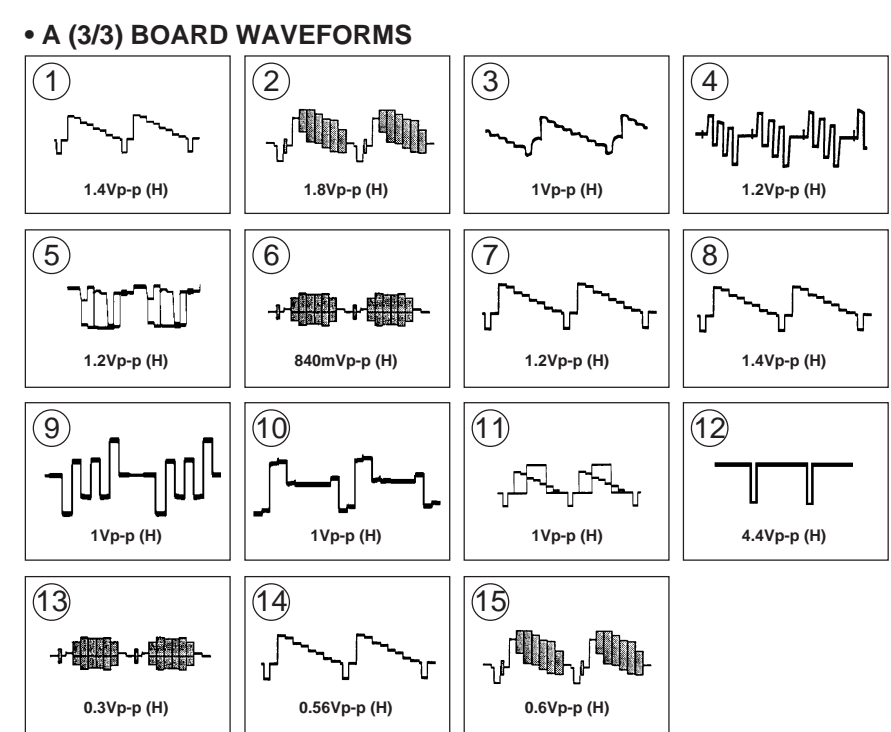 • A (3/3) BOARD WAVEFORMS
1 2 3 4
1.4Vp-p (H) 1.8Vp-p (H) 1Vp-p (H) 1.2Vp-p (H)
5 6 7 8
1.2Vp-p (H) 840mVp-p (H) 1.2Vp-p (H) 1.4Vp-p (H)
9 10 11 12
1Vp-p (H) 1Vp-p (H) 1Vp-p (H) 4.4Vp-p (H)
13 14 15
0.3Vp-p (H) 0.56Vp-p (H) 0.6Vp-p (H)